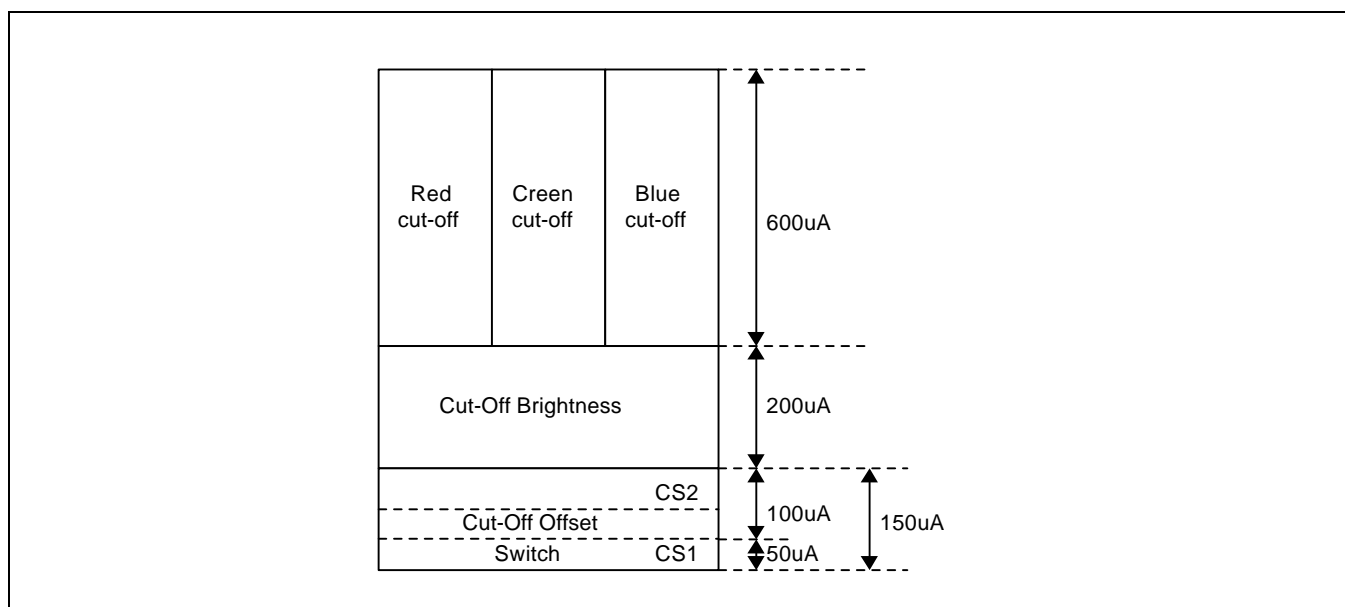 Red
cut-off
Creen
cut-off
Blue
cut-off
600uA
Cut-Off Brightness
200uA
CS2
Cut-Off Offset
100uA
150uA
Switch
CS1
50uA